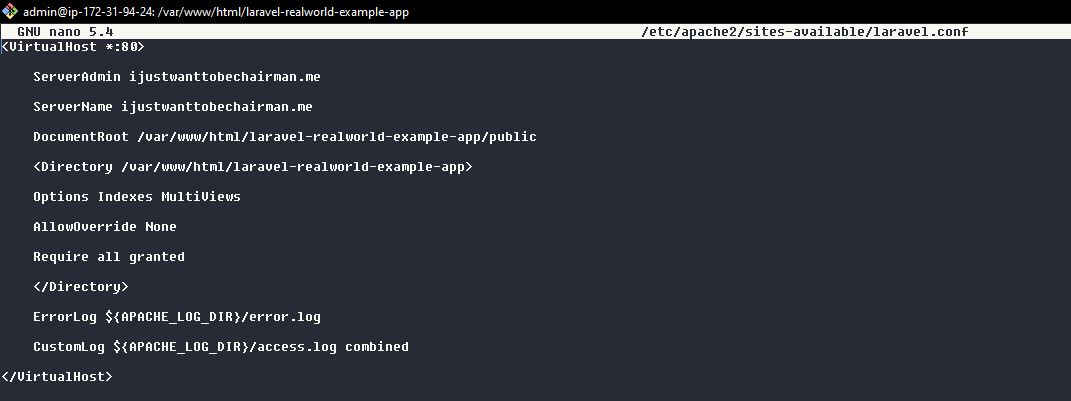 admin@ip-172-31-94-24: /var/www/html/laravel-realworld-example-app
GNU nano 5.4 /etc/apache2/sites-available/laravel.conf
<VirtualHost *:80>
ServerAdmin ijustwanttobechairman.me
ServerName ijustwanttobechairman.me
DocumentRoot /var/www/html/laravel-realworld-example-app/public
<Directory /var/www/html/laravel-realworld-example-app>
Options Indexes MultiViews
AllowOverride None
Require all granted
</Directory>
ErrorLog ${APACHE_LOG_DIR}/error.log
CustomLog ${APACHE_LOG_DIR}/access.log combined
</VirtualHost>